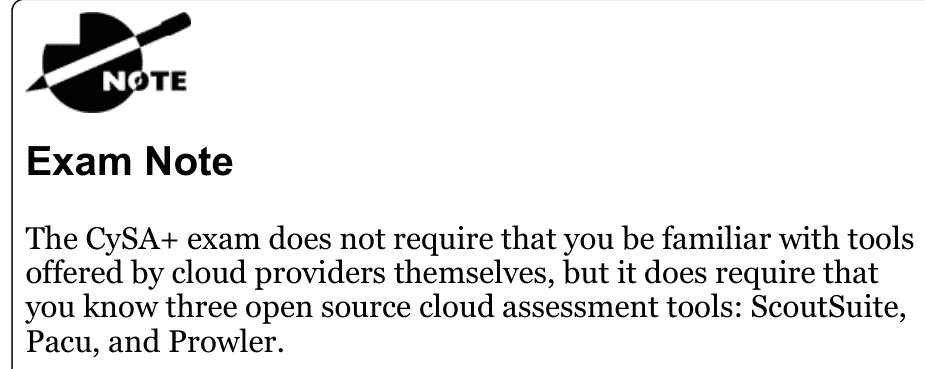 NOTE
Exam Note
The CySA+ exam does not require that you be familiar with tools
offered by cloud providers themselves, but it does require that
you know three open source cloud assessment tools: ScoutSuite,
Pacu, and Prowler.